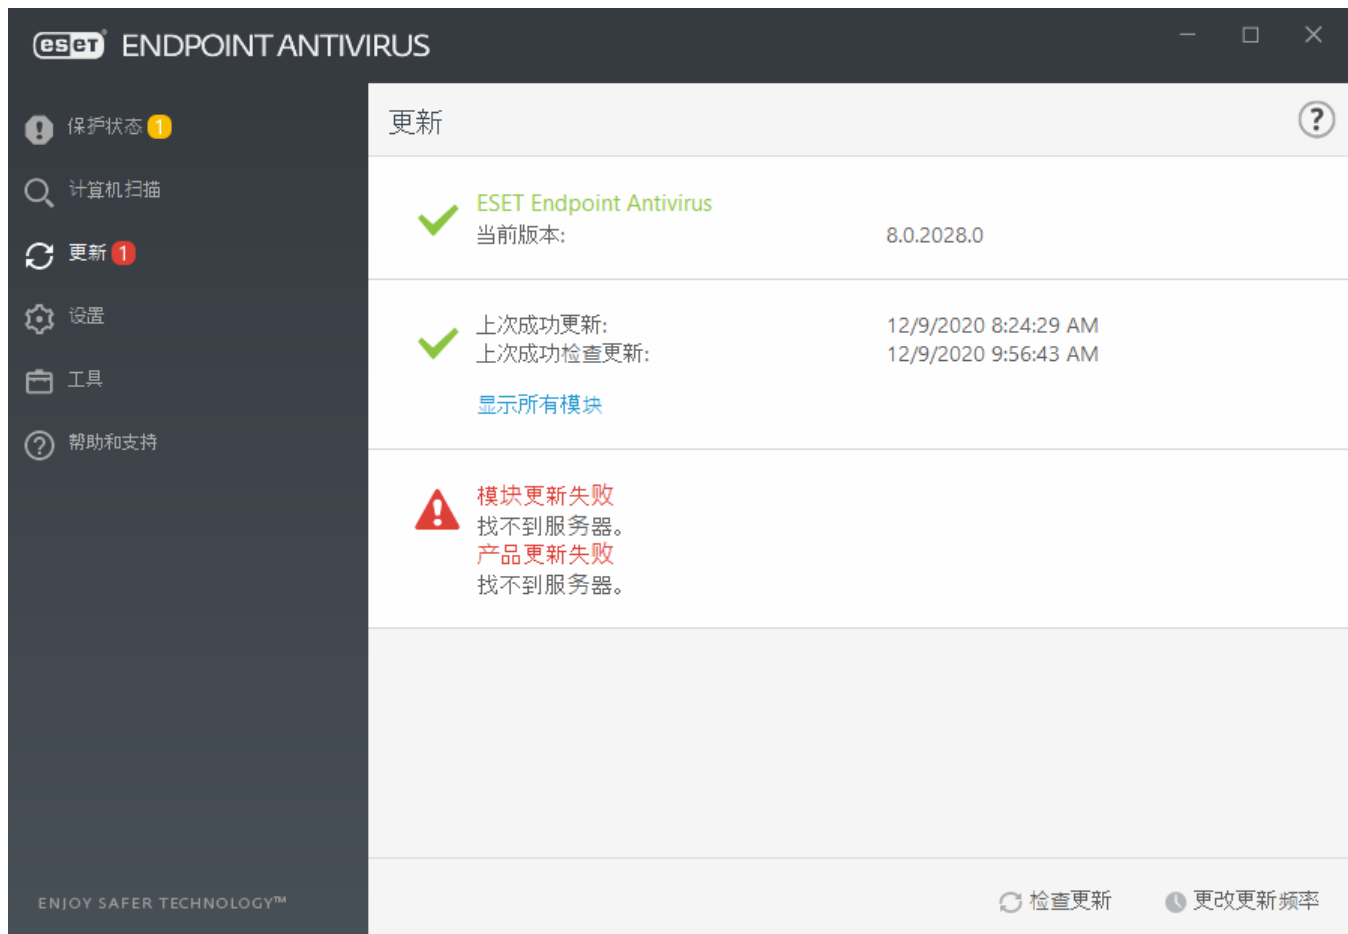 eset ENDPOINT ANTIVIRUS
保护状态 1
计算机扫描
更新 1
设置
工具
帮助和支持
ENJOY SAFER TECHNOLOGY™
更新
?
ESET Endpoint Antivirus
当前版本: 8.0.2028.0
上次成功更新: 12/9/2020 8:24:29 AM
上次成功检查更新: 12/9/2020 9:56:43 AM
显示所有模块
模块更新失败
找不到服务器。
产品更新失败
找不到服务器。
检查更新 更改更新频率